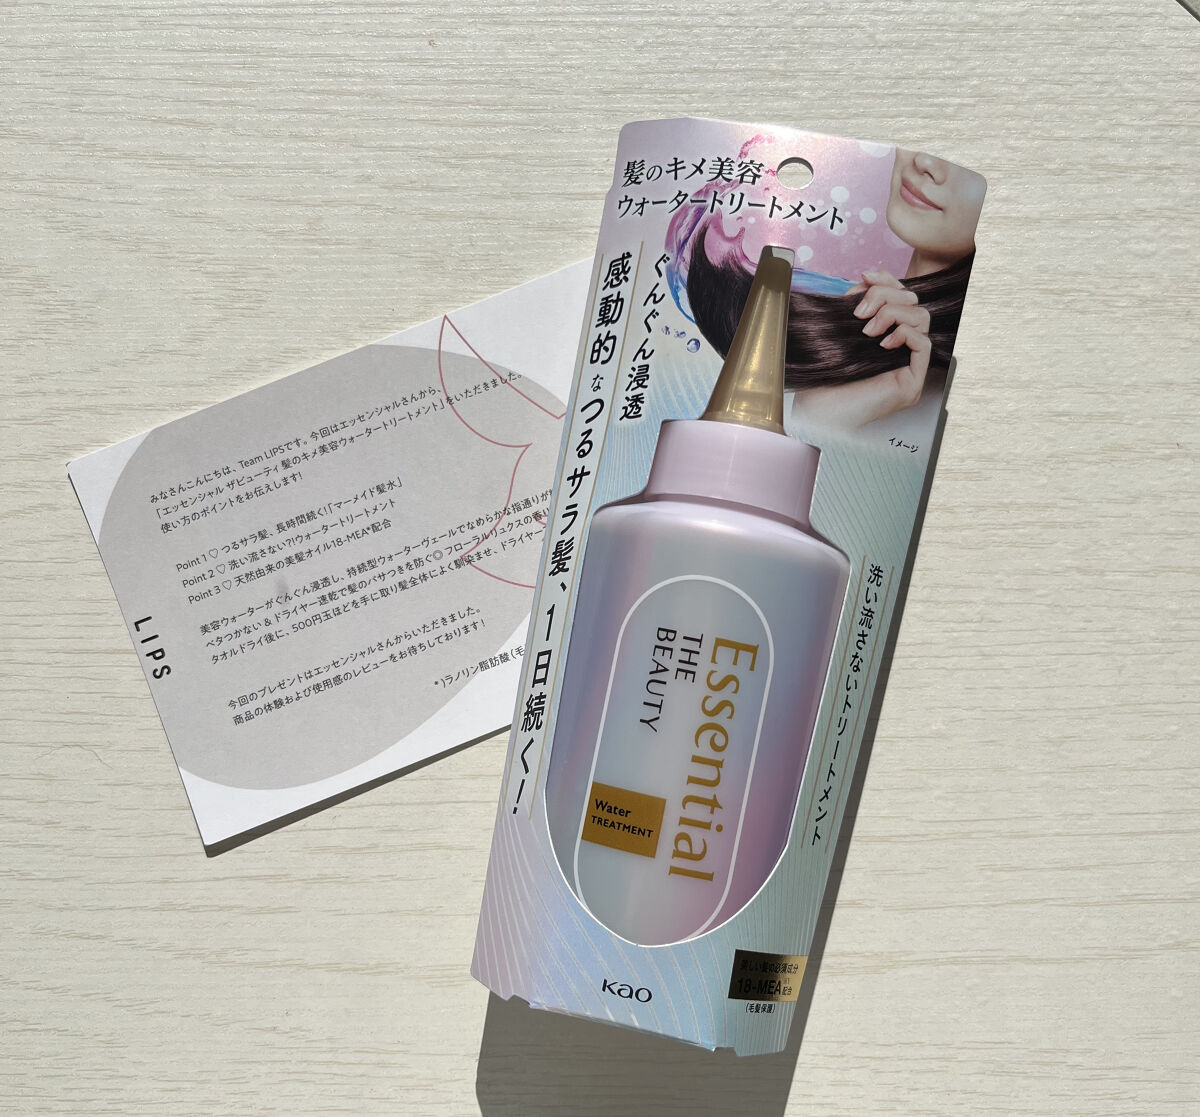 みなさんこんにちは、Team LIPSです。今回はエッセンシャルさんから、
「エッセンシャル ザビューティ 髪のキメ美容ウォータートリートメント」をいただきました。
使い方のポイントをお伝えします!
Point 1 ♡ つるサラ髪、長時間続く!「マーメイド髪水」
Point 2 ♡ 洗い流さない?!ウォータートリートメント
Point 3 ♡ 天然由来の美髪オイル18-MEA*配合
美容ウォーターがぐんぐん浸透し、持続型ウォーターヴェールでなめらかな指通りが
ベタつかない & ドライヤー速乾で髪のパサつきを防ぐ◎ フローラルリュクスの香り
タオルドライ後に、500円玉ほどを手に取り髪全体によく馴染ませ、ドライヤー
今回のプレゼントはエッセンシャルさんからいただきました。
商品の体験および使用感のレビューをお待ちしております!
*)ラノリン脂肪酸(毛
LIPS
髪のキメ美容
ウォータートリートメント
ぐんぐん浸透
感動的なつるサラ髪、1日続く!
イメージ
洗い流さないトリートメント
Essential
THE
BEAUTY
Water
TREATMENT
Kao
美しい髪の必須成分
18-MEA配合
(毛髪保護)